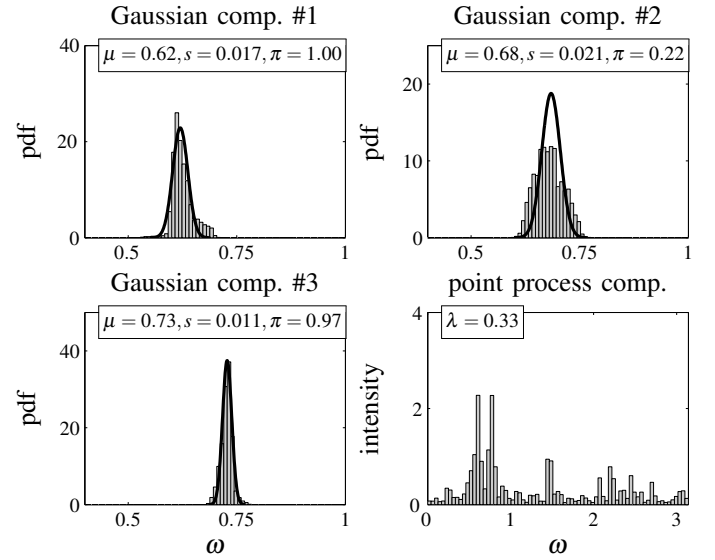 Gaussian comp. #1
μ = 0.62, s = 0.017, π = 1.00
pdf
40
20
0
0.5
0.75
1
Gaussian comp. #2
μ = 0.68, s = 0.021, π = 0.22
pdf
20
10
0
0.5
0.75
1
Gaussian comp. #3
μ = 0.73, s = 0.011, π = 0.97
pdf
40
20
0
0.5
0.75
1
ω
point process comp.
λ = 0.33
intensity
4
2
0
0
1
2
3
ω